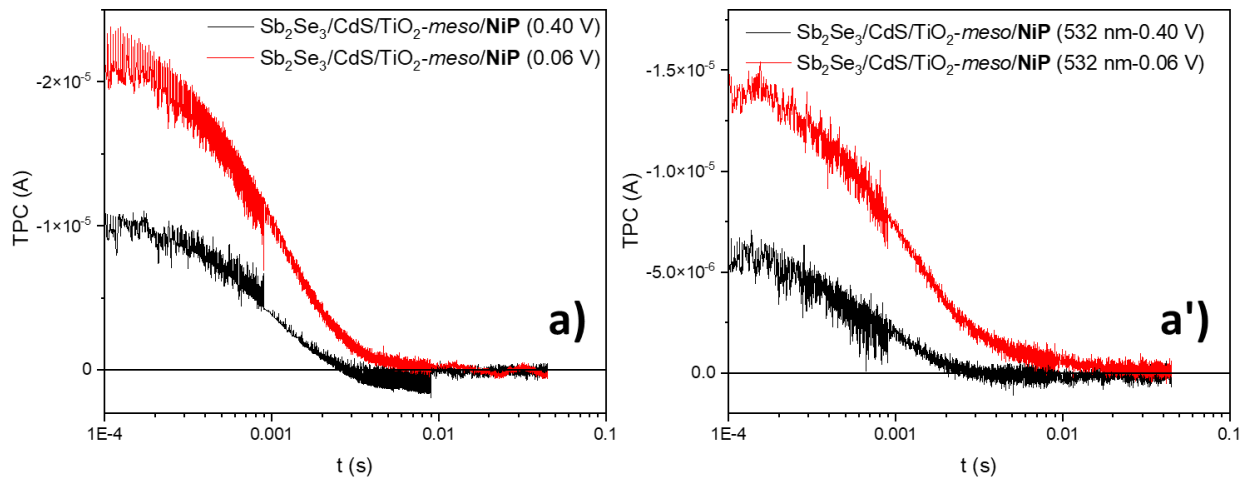 Sb₂Se₃/CdS/TiO₂-meso/NiP (0.40 V)
Sb₂Se₃/CdS/TiO₂-meso/NiP (0.06 V)
-2×10⁻⁵
-1×10⁻⁵
0
TPC (A)
a)
1E-4
0.001
0.01
0.1
t (s)
Sb₂Se₃/CdS/TiO₂-meso/NiP (532 nm-0.40 V)
Sb₂Se₃/CdS/TiO₂-meso/NiP (532 nm-0.06 V)
-1.5×10⁻⁵
-1.0×10⁻⁵
-5.0×10⁻⁶
0.0
TPC (A)
a')
1E-4
0.001
0.01
0.1
t (s)